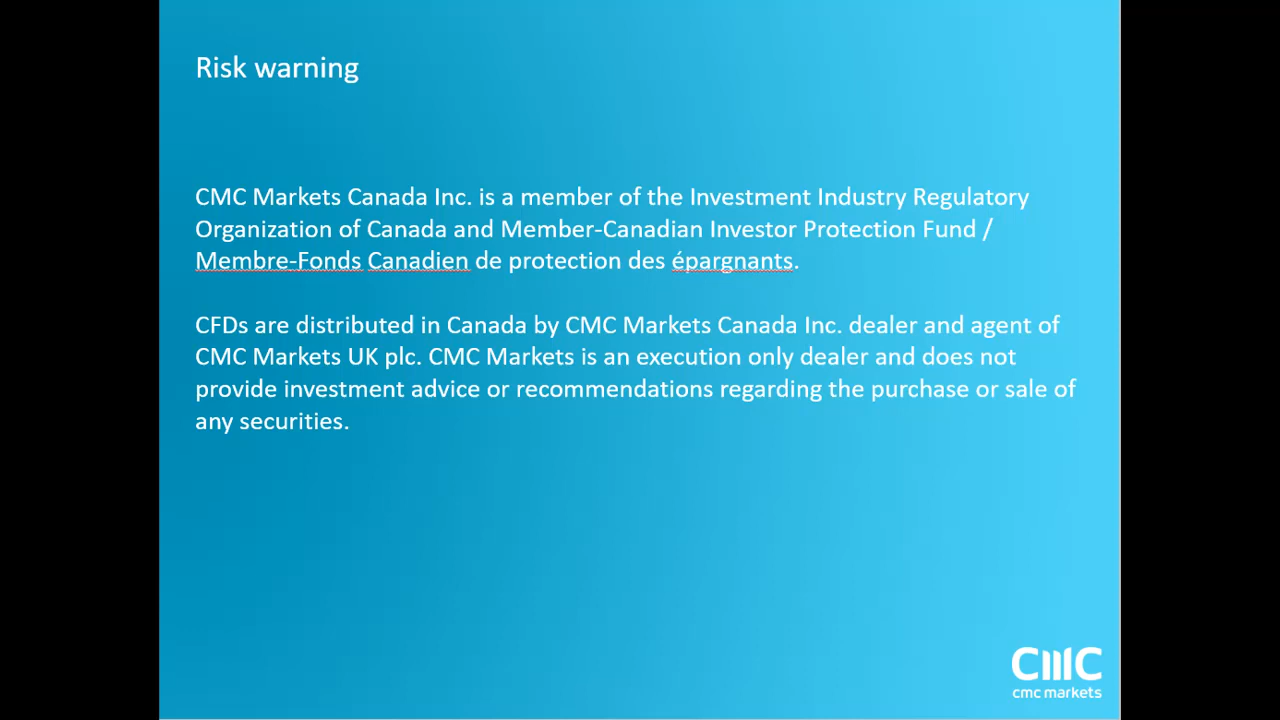 Risk warning
CMC Markets Canada Inc. is a member of the Investment Industry Regulatory
Organization of Canada and Member-Canadian Investor Protection Fund /
Membre-Fonds Canadien de protection des épargnants.
CFDs are distributed in Canada by CMC Markets Canada Inc. dealer and agent of
CMC Markets UK plc. CMC Markets is an execution only dealer and does not
provide investment advice or recommendations regarding the purchase or sale of
any securities.
CMC
cmc markets